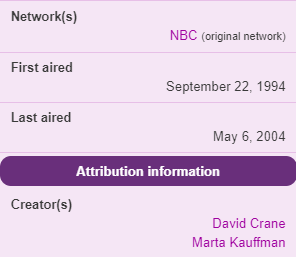 Network(s)
NBC (original network)
First aired
September 22, 1994
Last aired
May 6, 2004
Attribution information
Creator(s)
David Crane
Marta Kauffman